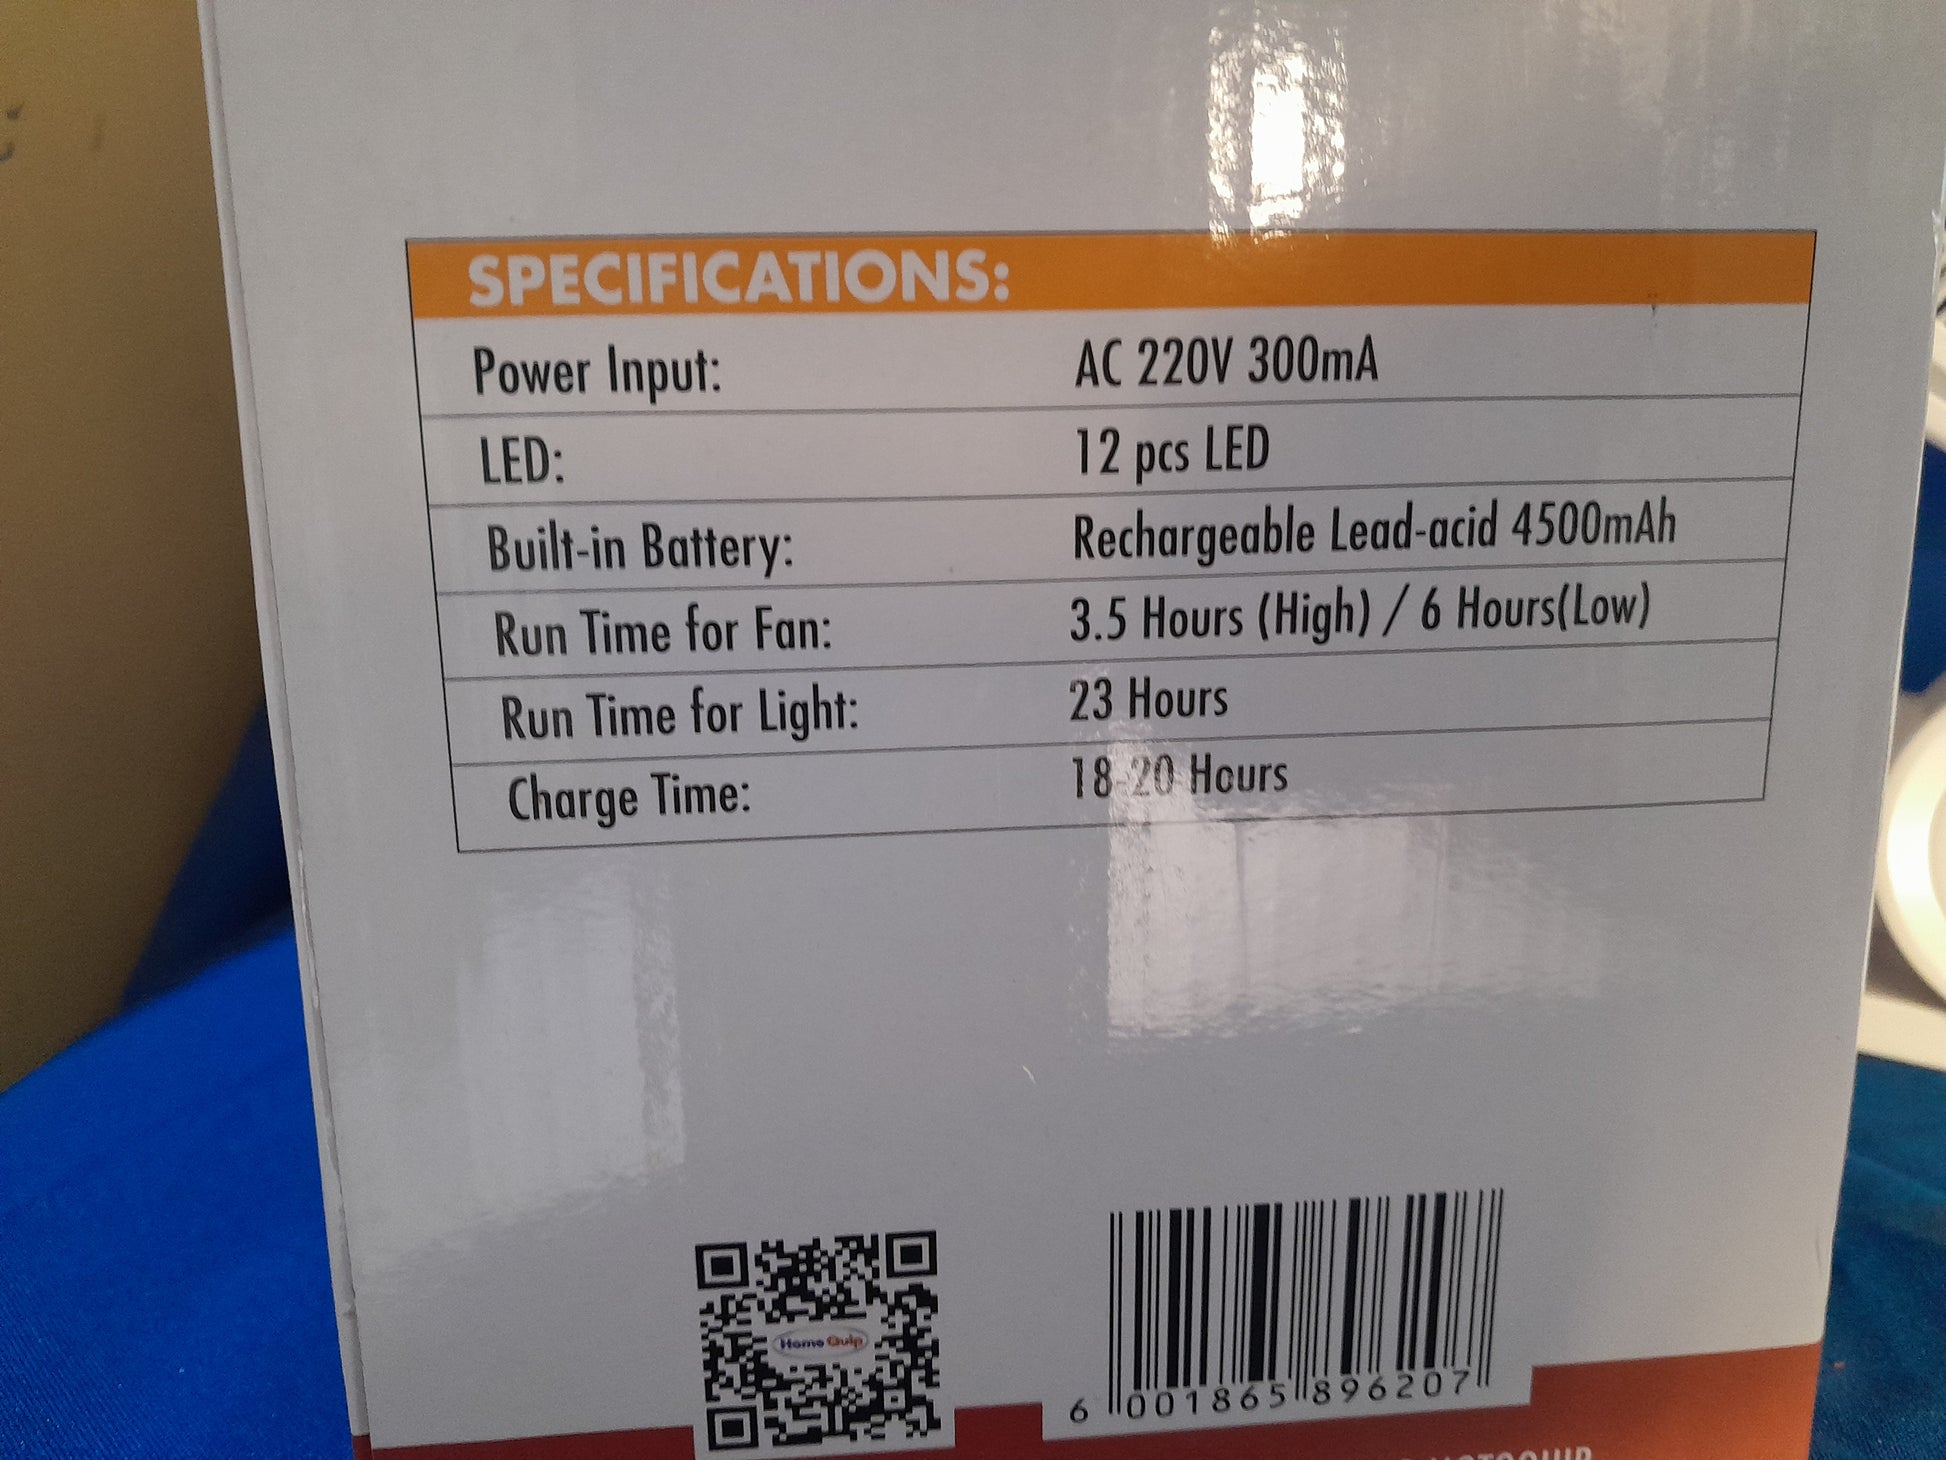 SPECIFICATIONS:
Power Input: AC 220V 300mA
LED: 12 pcs LED
Built-in Battery: Rechargeable Lead-acid 4500mAh
Run Time for Fan: 3.5 Hours (High) / 6 Hours(Low)
Run Time for Light: 23 Hours
Charge Time: 18-20 Hours
Home Quip
6 001865 896207